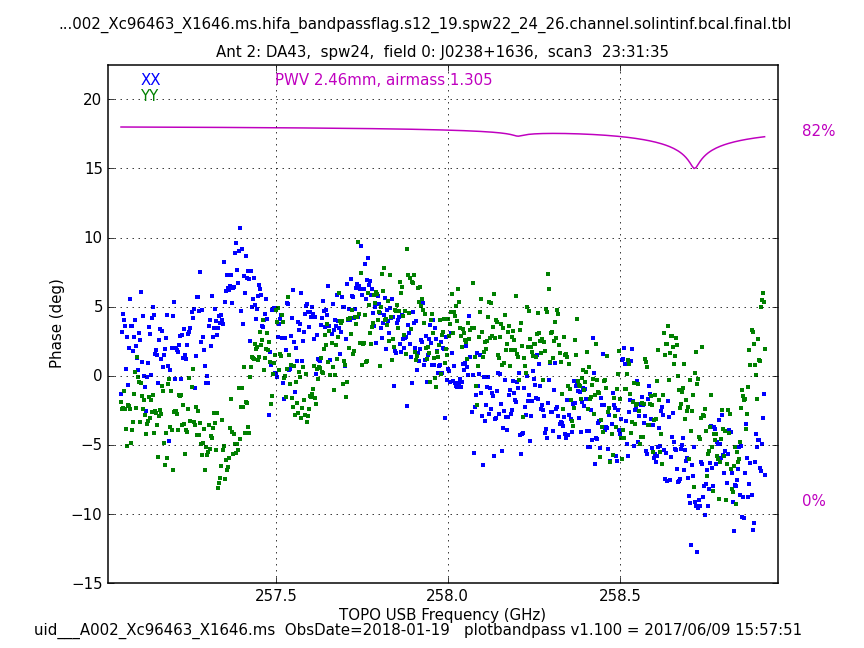 ...002_Xc96463_X1646.ms.hifa_bandpassflag.s12_19.spw22_24_26.channel.solintinf.bcal.final.tbl
Ant 2: DA43, spw24, field 0: J0238+1636, scan3 23:31:35
XX
YY
PWV 2.46mm, airmass 1.305
82%
0%
Phase (deg)
20
15
10
5
0
−5
−10
−15
257.5
258.0
258.5
TOPO USB Frequency (GHz)
uid___A002_Xc96463_X1646.ms ObsDate=2018-01-19 plotbandpass v1.100 = 2017/06/09 15:57:51